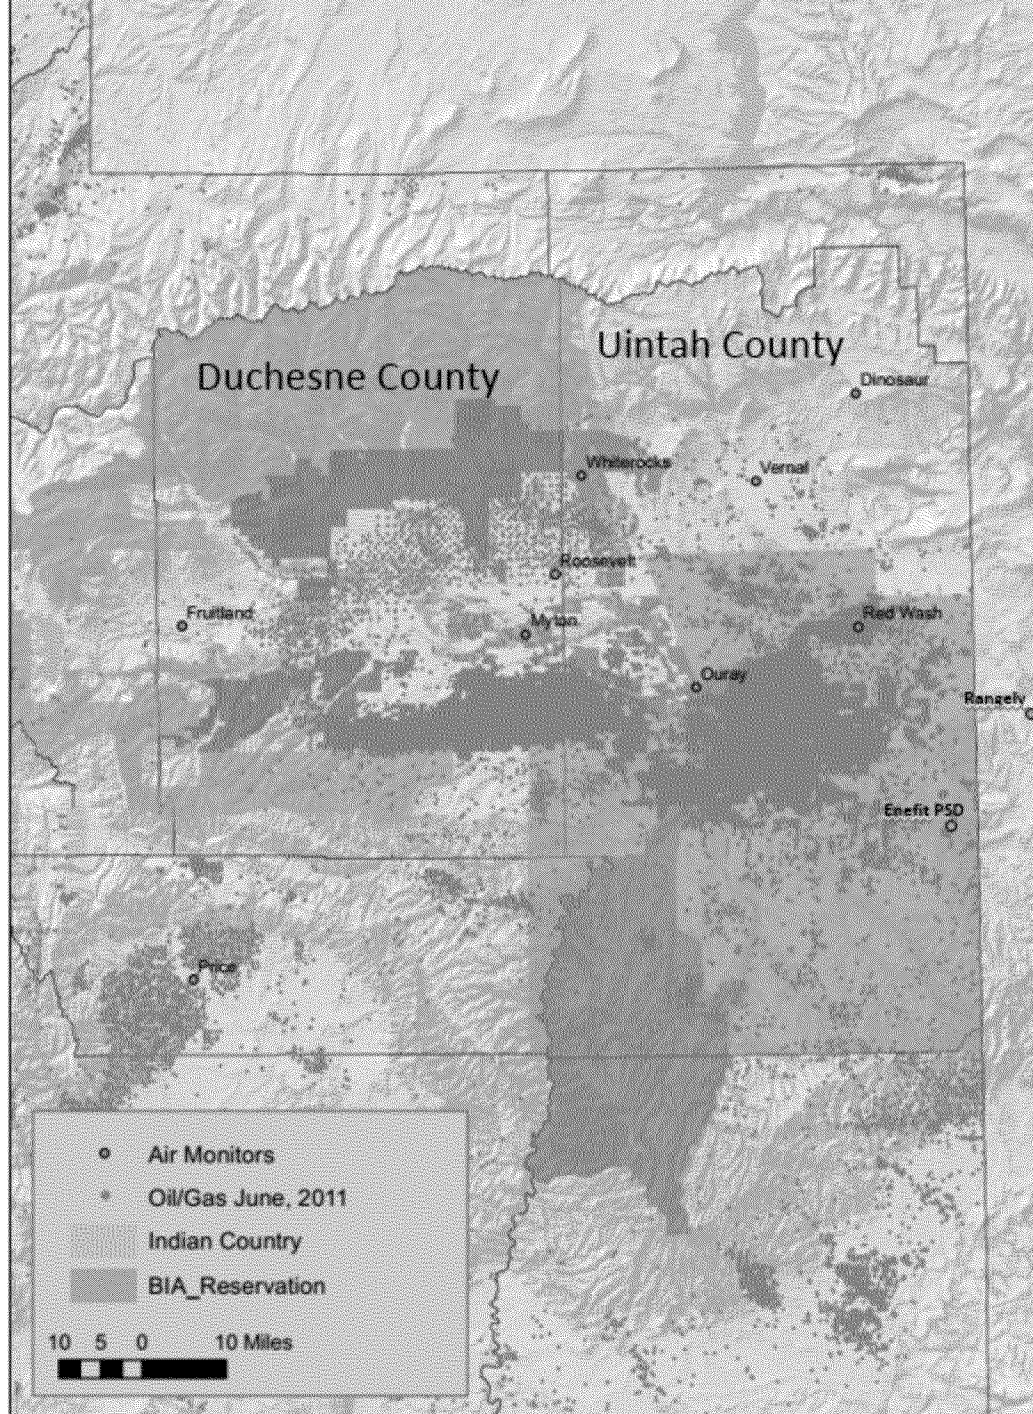 Uintah County
Duchesne County
Dinosaur
Whiterocks
Vernal
Roosevelt
Fruitland
Myton
Red Wash
Ouray
Rangely
Enefit PSD
Price
Air Monitors
Oil/Gas June, 2011
Indian Country
BIA_Reservation
10 5 0 10 Miles